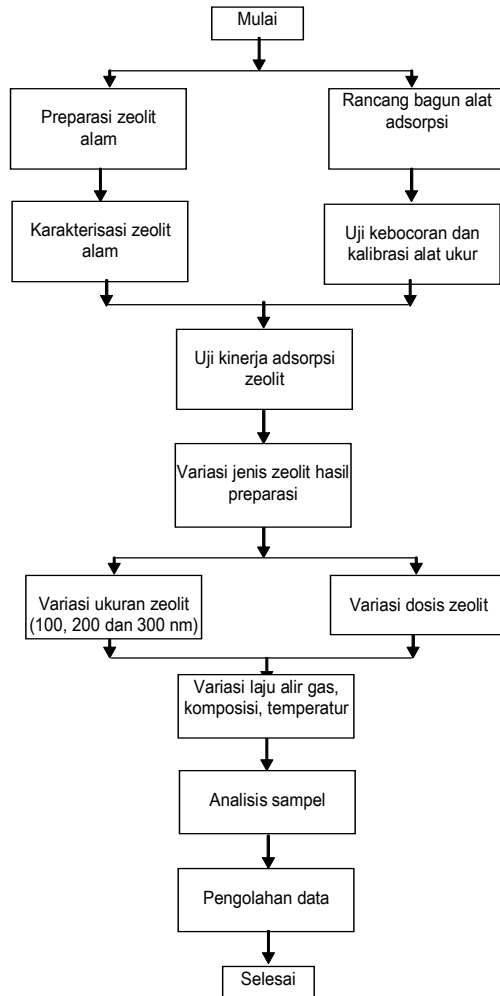 Mulai
Preparasi zeolit
alam
Rancang bagun alat
adsorpsi
Karakterisasi zeolit
alam
Uji kebocoran dan
kalibrasi alat ukur
Uji kinerja adsorpsi
zeolit
Variasi jenis zeolit hasil
preparasi
Variasi ukuran zeolit
(100, 200 dan 300 nm)
Variasi dosis zeolit
Variasi laju alir gas,
komposisi, temperatur
Analisis sampel
Pengolahan data
Selesai